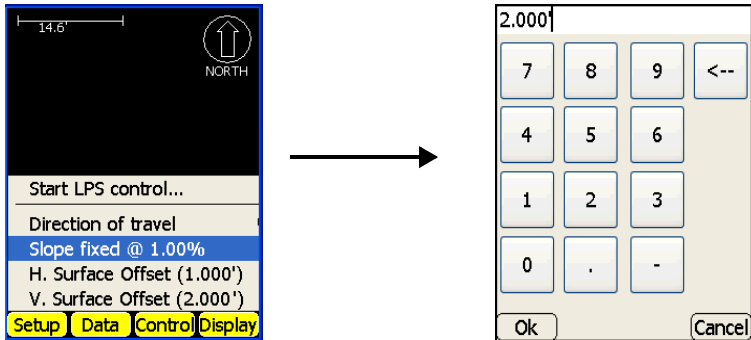 14.6'
NORTH
Start LPS control...
Direction of travel
Slope fixed @ 1.00%
H. Surface Offset (1.000')
V. Surface Offset (2.000')
Setup Data Control Display
2.000'
7 8 9 <--
4 5 6
1 2 3
0 . -
Ok Cancel